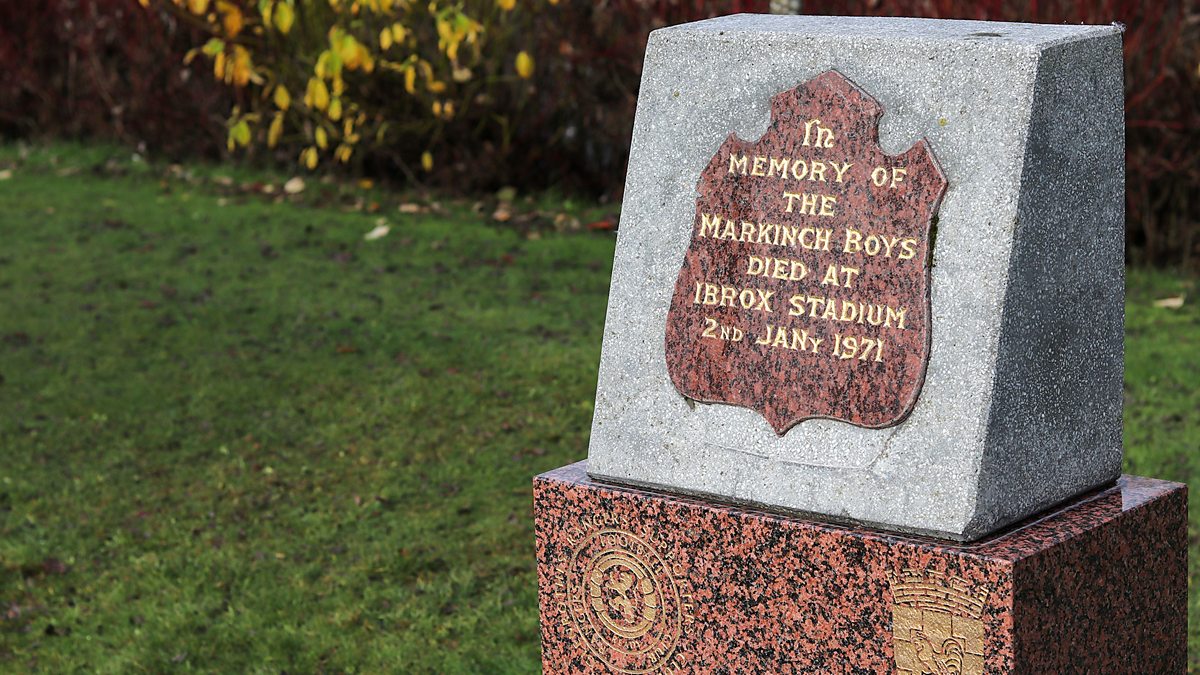 In
MEMORY OF
THE
MARKINCH BOYS
DIED AT
IBROX STADIUM
2ND JANY 1971